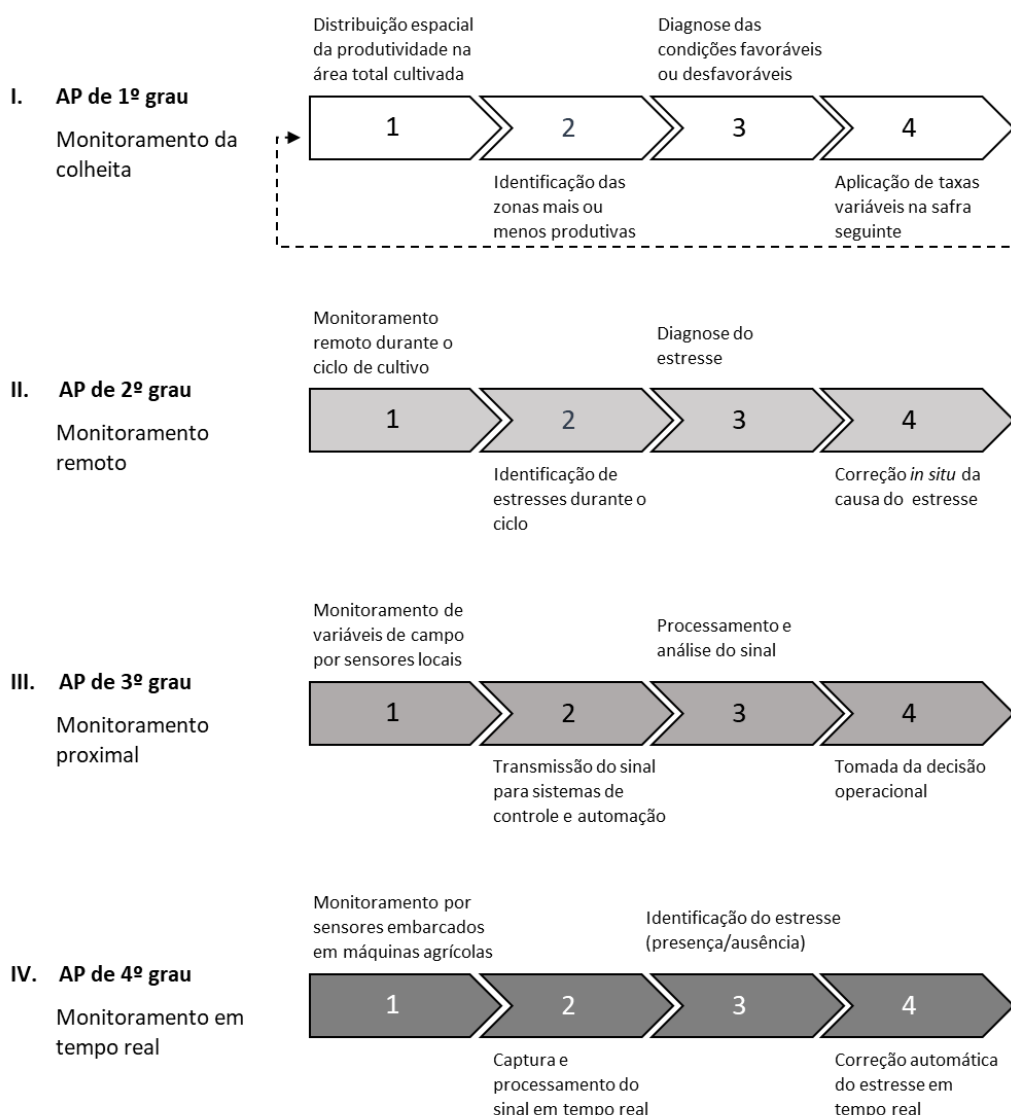 I. AP de 1º grau
Monitoramento da
colheita
Distribuição espacial
da produtividade na
área total cultivada
1
2
Identificação das
zonas mais ou
menos produtivas
Diagnose das
condições favoráveis
ou desfavoráveis
3
4
Aplicação de taxas
variáveis na safra
seguinte
II. AP de 2º grau
Monitoramento
remoto
Monitoramento
remoto durante o
ciclo de cultivo
1
2
Identificação de
estresses durante o
ciclo
Diagnose do
estresse
3
4
Correção in situ da
causa do estresse
III. AP de 3º grau
Monitoramento
proximal
Monitoramento de
variáveis de campo
por sensores locais
1
2
Transmissão do sinal
para sistemas de
controle e automação
Processamento e
análise do sinal
3
4
Tomada da decisão
operacional
IV. AP de 4º grau
Monitoramento em
tempo real
Monitoramento por
sensores embarcados
em máquinas agrícolas
1
2
Captura e
processamento do
sinal em tempo real
Identificação do estresse
(presença/ausência)
3
4
Correção automática
do estresse em
tempo real